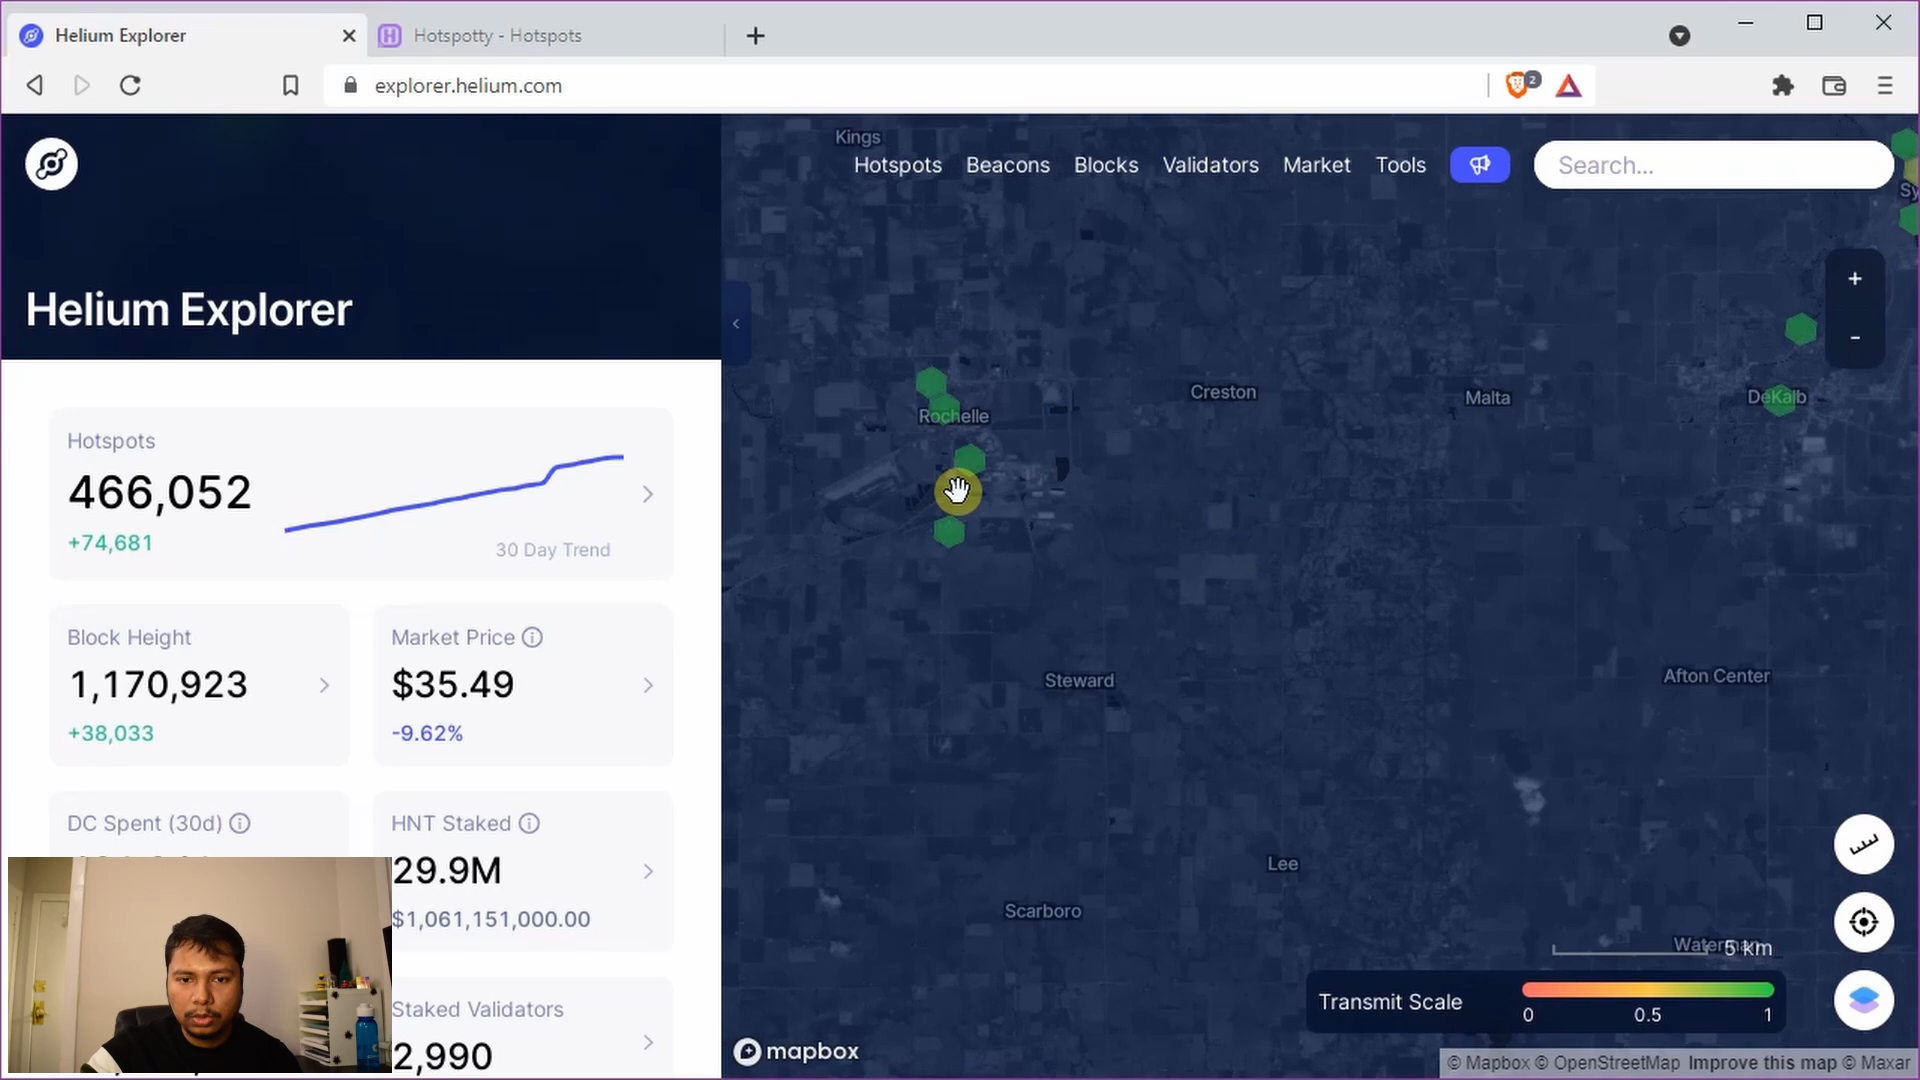 Helium Explorer
Hotspotty - Hotspots
explorer.helium.com
2
Kings
Hotspots Beacons Blocks Validators Market Tools
Search...
Sy
Helium Explorer
+
-
Hotspots
466,052
+74,681
30 Day Trend
Block Height
1,170,923
+38,033
Market Price
$35.49
-9.62%
DC Spent (30d)
HNT Staked
29.9M
$1,061,151,000.00
Staked Validators
2,990
Rochelle
Creston
Malta
DeKalb
Steward
Afton Center
Lee
Scarboro
Waterman
5 km
Transmit Scale
0 0.5 1
mapbox
© Mapbox © OpenStreetMap Improve this map © Maxar